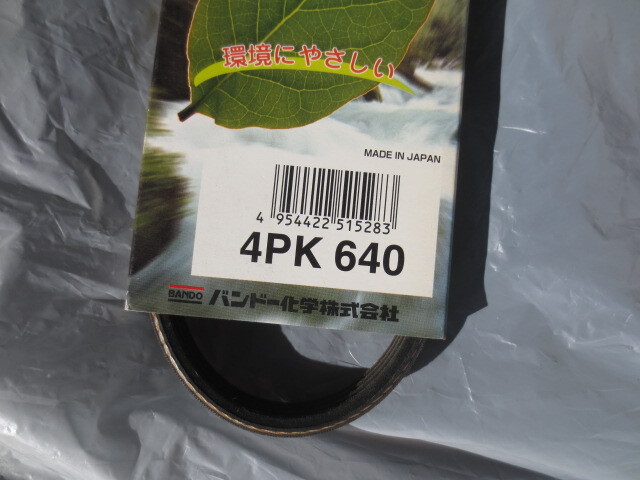 環境にやさしい
MADE IN JAPAN
4 954422 515283
4PK 640
BANDO バンドー化学株式会社